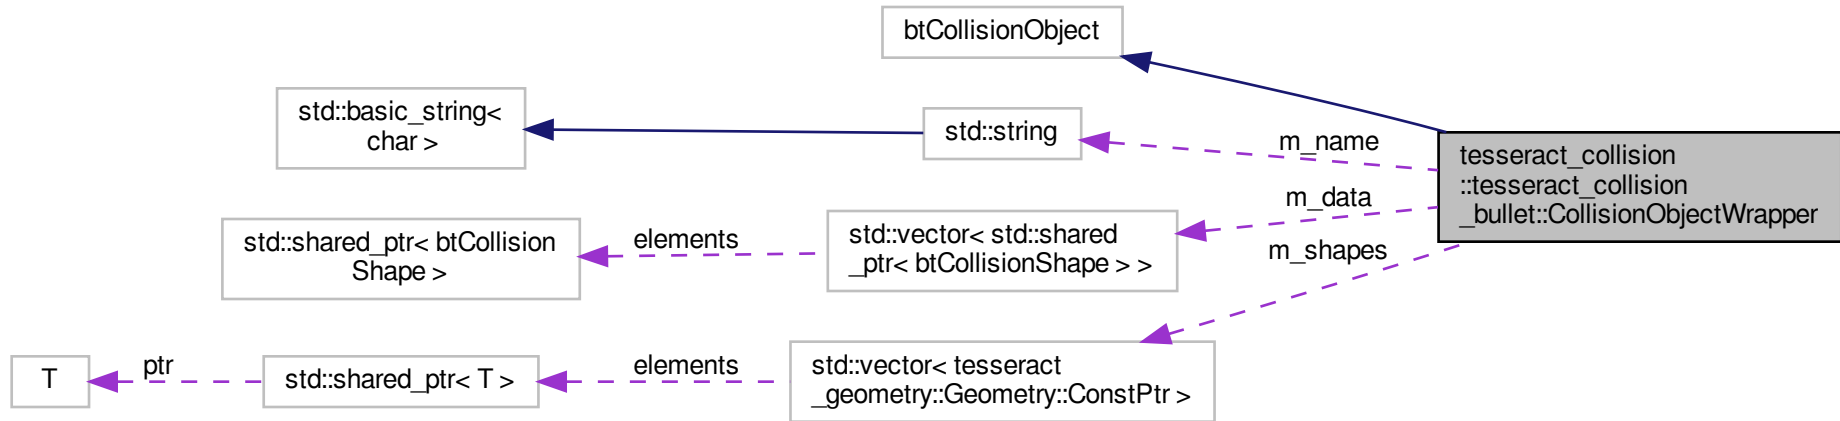 btCollisionObject
std::basic_string<
char >
std::string
m_name
tesseract_collision
::tesseract_collision
_bullet::CollisionObjectWrapper
m_data
std::shared_ptr< btCollision
Shape >
elements
std::vector< std::shared
_ptr< btCollisionShape > >
m_shapes
T
ptr
std::shared_ptr< T >
elements
std::vector< tesseract
_geometry::Geometry::ConstPtr >